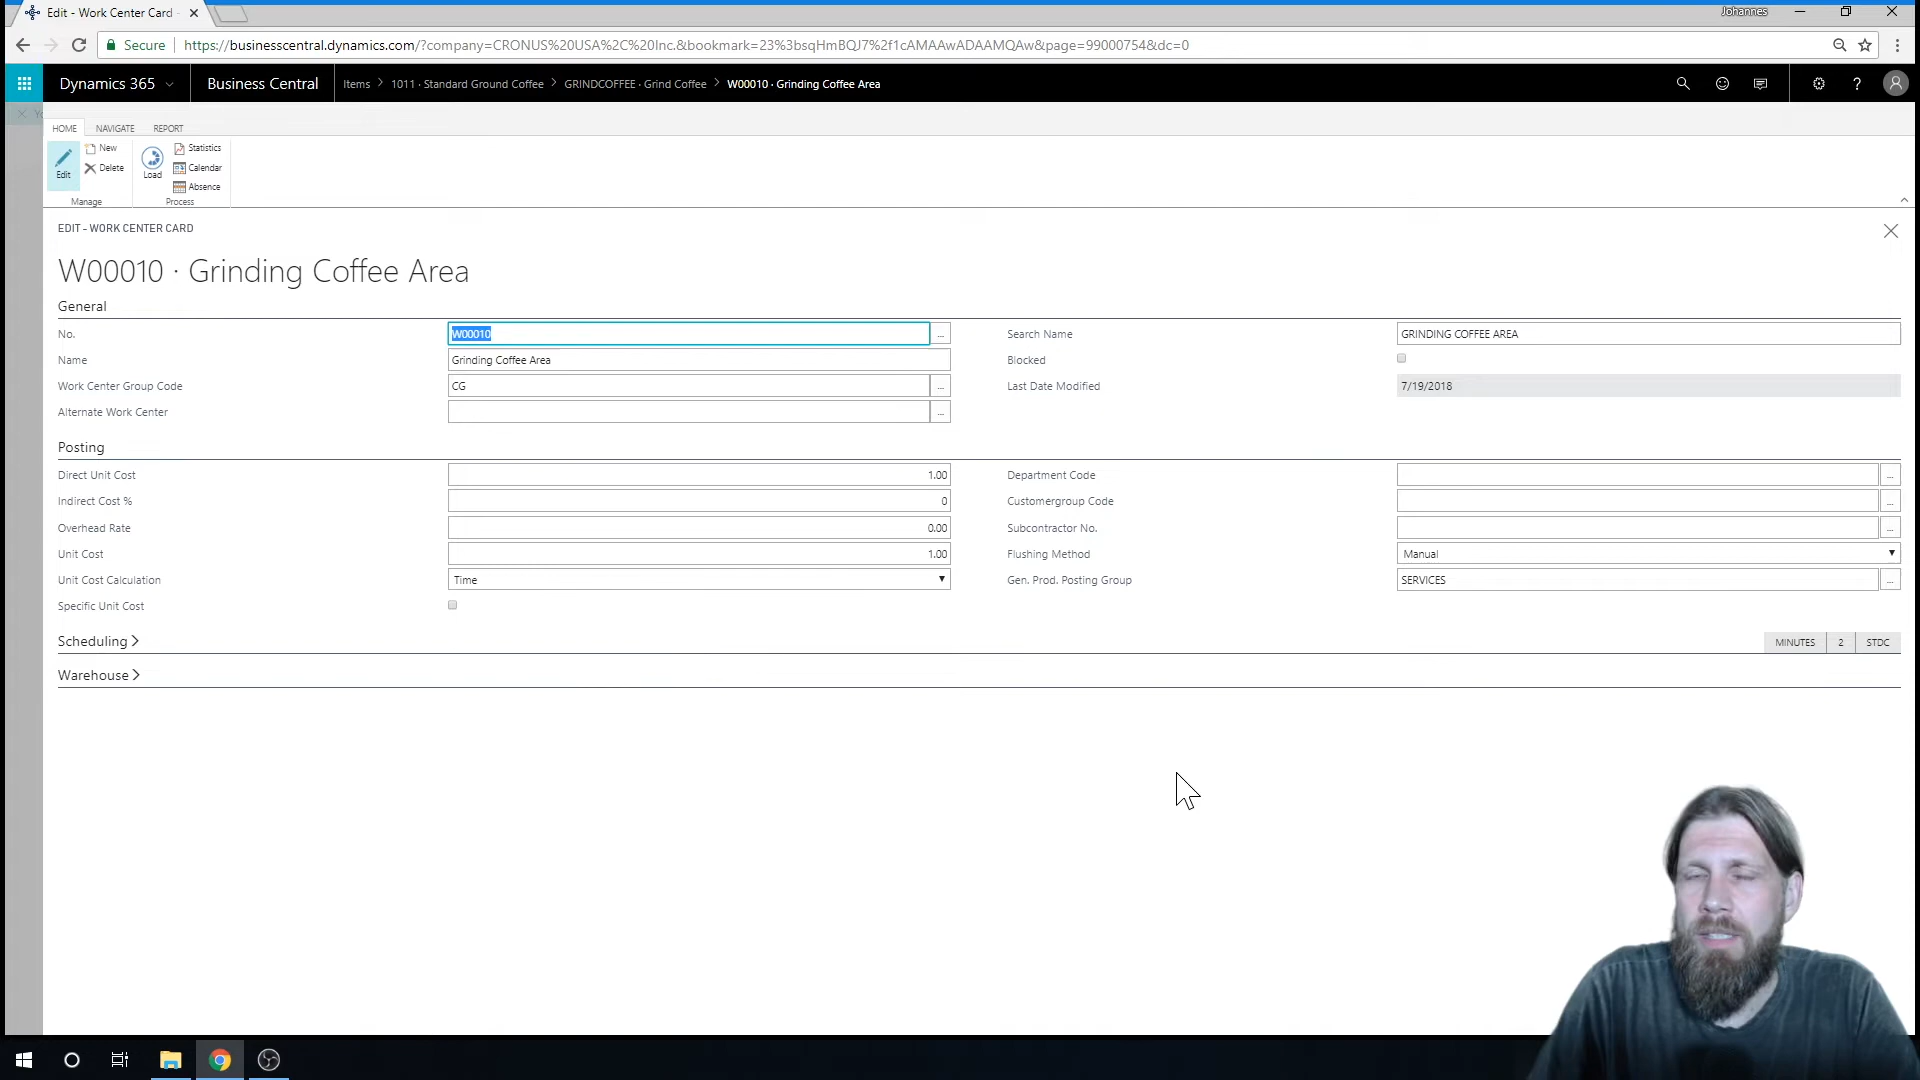 Edit - Work Center Card
Johannes
Secure
https://businesscentral.dynamics.com/?company=CRONUS%20USA%2C%20Inc.&bookmark=23%3bsqHmBQJ7%2f1cAMAAwADAAMQAw&page=99000754&dc=0
Dynamics 365
Business Central
Items > 1011 · Standard Ground Coffee > GRINDCOFFEE · Grind Coffee > W00010 · Grinding Coffee Area
HOME NAVIGATE REPORT
Edit
New
Delete
Manage
Load
Statistics
Calendar
Absence
Process
EDIT - WORK CENTER CARD
W00010 · Grinding Coffee Area
General
No. W00010 ...
Search Name GRINDING COFFEE AREA
Name Grinding Coffee Area
Blocked
Work Center Group Code CG ...
Last Date Modified 7/19/2018
Alternate Work Center ...
Posting
Direct Unit Cost 1.00
Department Code ...
Indirect Cost % 0
Customergroup Code ...
Overhead Rate 0.00
Subcontractor No. ...
Unit Cost 1.00
Flushing Method Manual
Unit Cost Calculation Time
Gen. Prod. Posting Group SERVICES ...
Specific Unit Cost
Scheduling >
MINUTES 2 STDC
Warehouse >